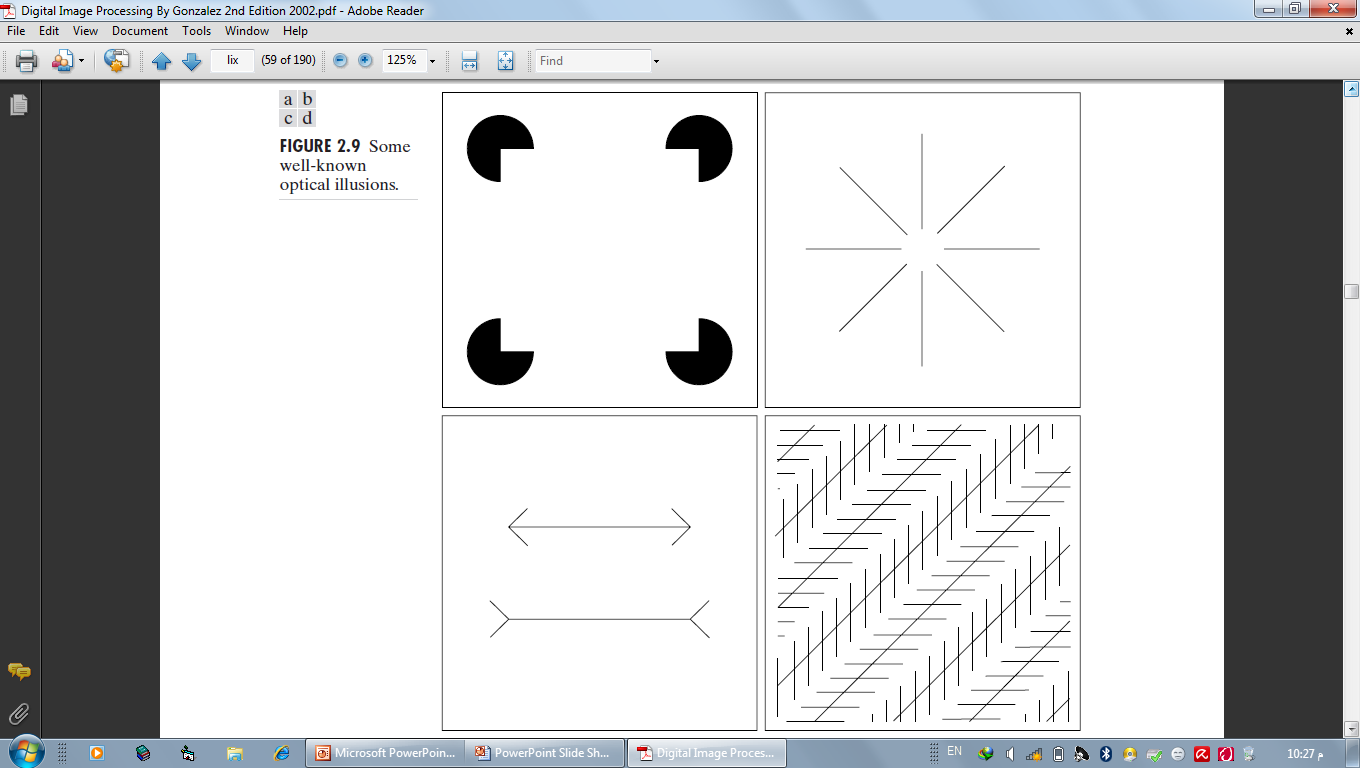 Digital Image Processing By Gonzalez 2nd Edition 2002.pdf - Adobe Reader
File Edit View Document Tools Window Help
lix (59 of 190) 125% Find
a b
c d
FIGURE 2.9 Some
well-known
optical illusions.
Microsoft PowerPoin... PowerPoint Slide Sh... Digital Image Proces... EN 10:27 م